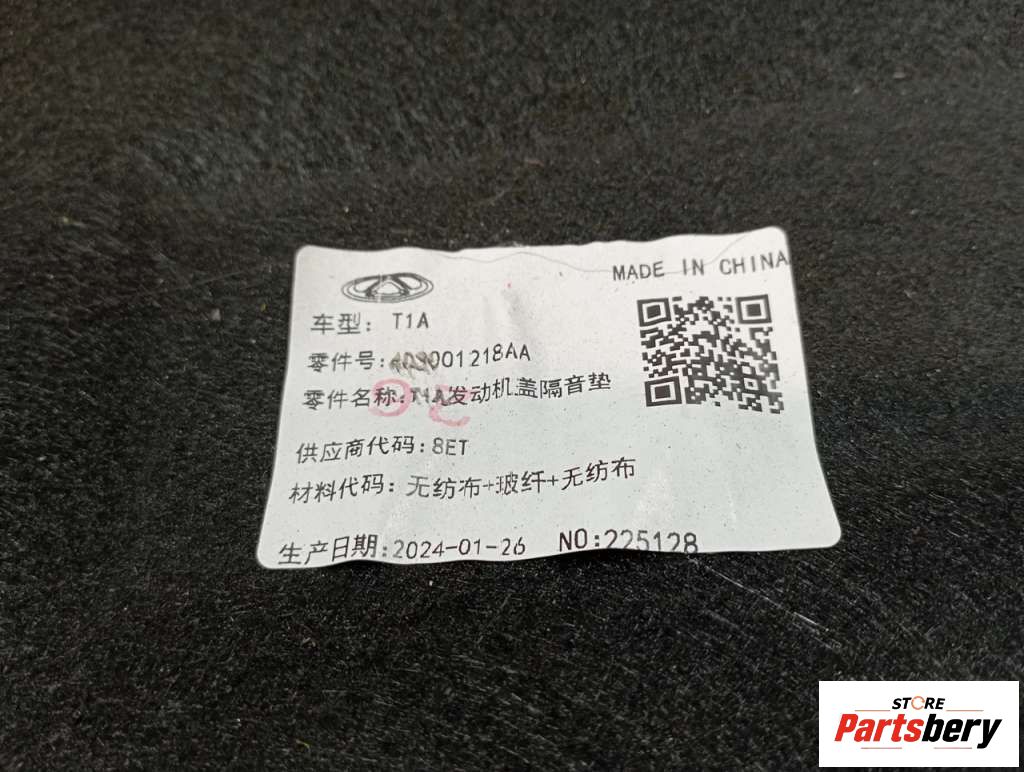 MADE IN CHINA
车型: T1A
零件号:
零件名称:T1A发动机盖隔音垫
供应商代码:8ET
材料代码: 无纺布+玻纤+无纺布
生产日期:2024-01-26 NO:225128
STORE
Partsbery